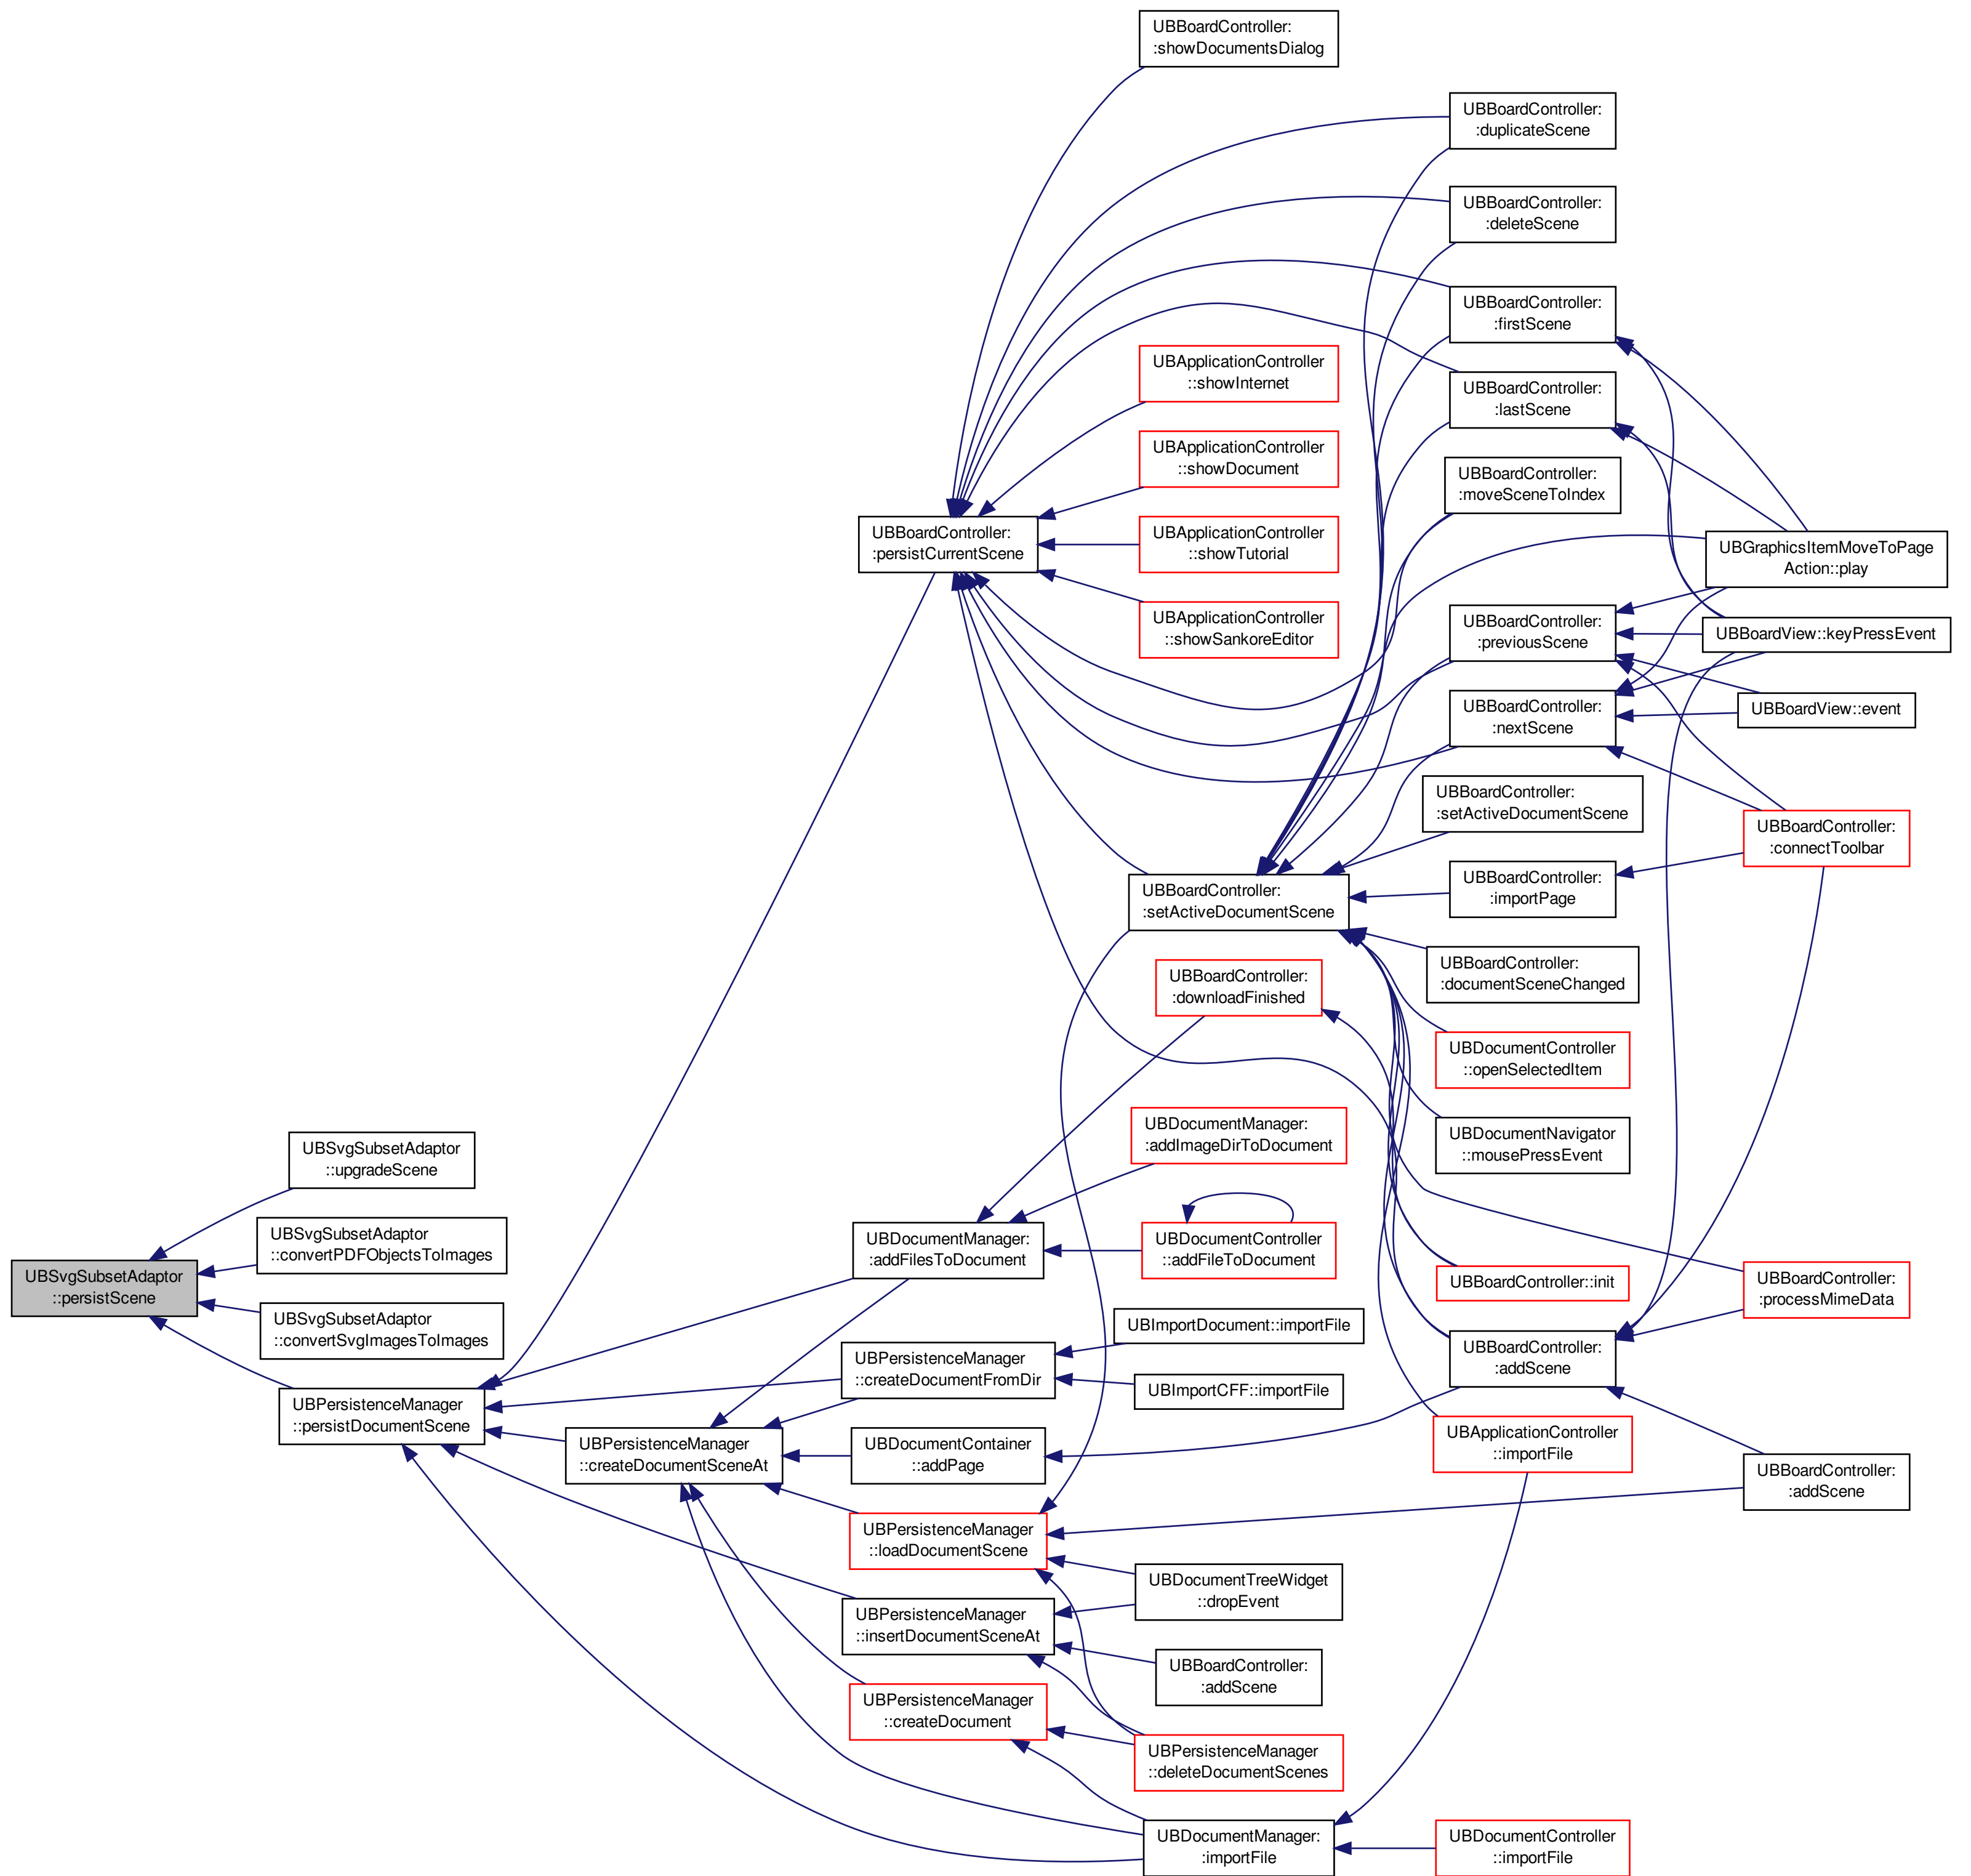 UBBoardController:
:showDocumentsDialog
UBBoardController:
:duplicateScene
UBBoardController:
:deleteScene
UBBoardController:
:firstScene
UBApplicationController
::showInternet
UBBoardController:
:lastScene
UBApplicationController
::showDocument
UBBoardController:
:moveSceneToIndex
UBBoardController:
:persistCurrentScene
UBApplicationController
::showTutorial
UBGraphicsItemMoveToPage
Action::play
UBApplicationController
::showSankoreEditor
UBBoardController:
:previousScene
UBBoardView::keyPressEvent
UBBoardController:
:nextScene
UBBoardView::event
UBBoardController:
:setActiveDocumentScene
UBBoardController:
:connectToolbar
UBBoardController:
:setActiveDocumentScene
UBBoardController:
:importPage
UBBoardController:
:documentSceneChanged
UBBoardController:
:downloadFinished
UBDocumentController
::openSelectedItem
UBDocumentManager:
:addImageDirToDocument
UBDocumentNavigator
::mousePressEvent
UBSvgSubsetAdaptor
::upgradeScene
UBSvgSubsetAdaptor
::convertPDFObjectsToImages
UBDocumentManager:
:addFilesToDocument
UBDocumentController
::addFileToDocument
UBSvgSubsetAdaptor
::persistScene
UBBoardController::init
UBBoardController:
:processMimeData
UBSvgSubsetAdaptor
::convertSvgImagesToImages
UBImportDocument::importFile
UBBoardController:
:addScene
UBPersistenceManager
::createDocumentFromDir
UBImportCFF::importFile
UBPersistenceManager
::persistDocumentScene
UBPersistenceManager
::createDocumentSceneAt
UBDocumentContainer
::addPage
UBApplicationController
::importFile
UBBoardController:
:addScene
UBPersistenceManager
::loadDocumentScene
UBDocumentTreeWidget
::dropEvent
UBPersistenceManager
::insertDocumentSceneAt
UBBoardController:
:addScene
UBPersistenceManager
::createDocument
UBPersistenceManager
::deleteDocumentScenes
UBDocumentManager:
:importFile
UBDocumentController
::importFile